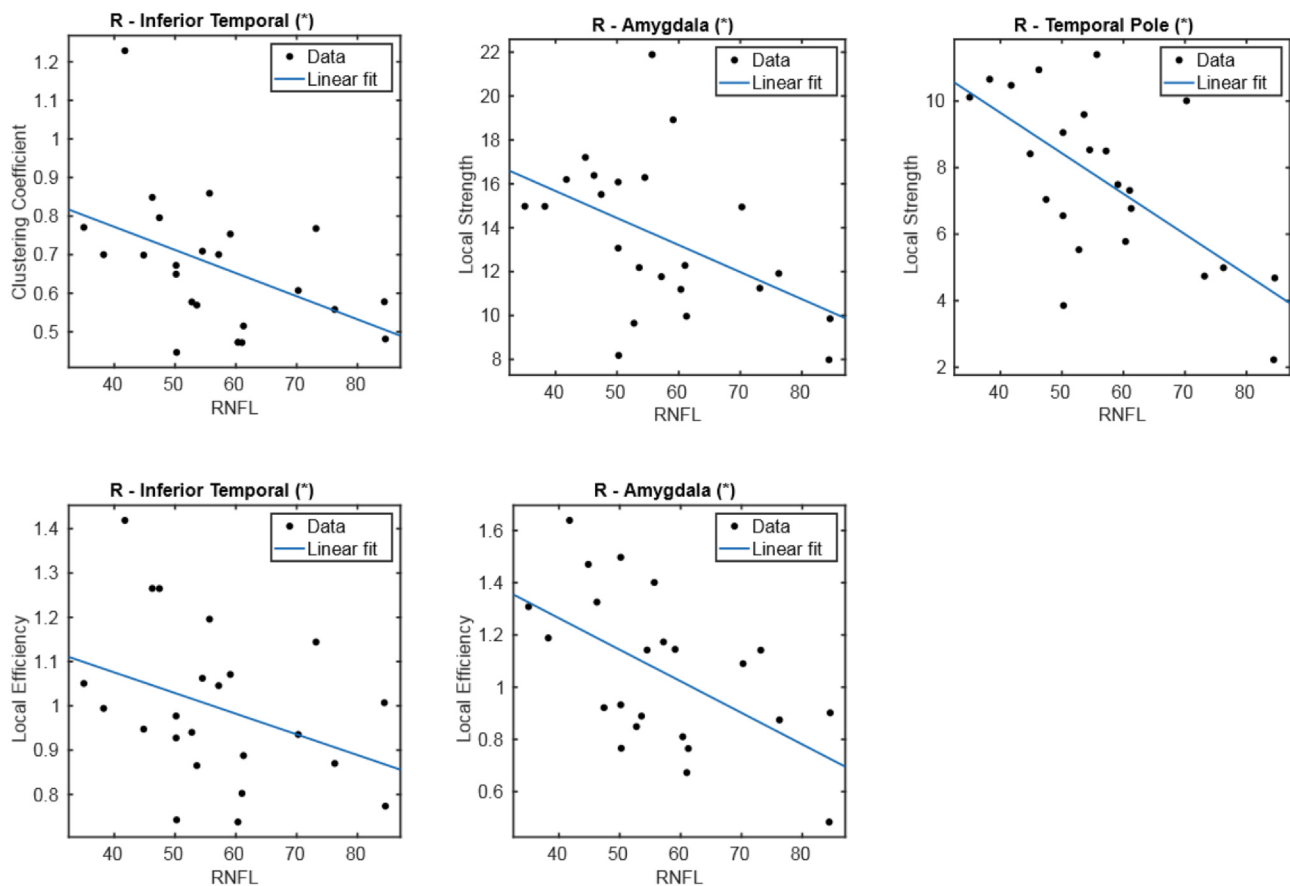 R - Inferior Temporal (*)
Data
Linear fit
Clustering Coefficient
1.2
1.1
1
0.9
0.8
0.7
0.6
0.5
40 50 60 70 80
RNFL
R - Amygdala (*)
Data
Linear fit
Local Strength
22
20
18
16
14
12
10
8
40 50 60 70 80
RNFL
R - Temporal Pole (*)
Data
Linear fit
Local Strength
10
8
6
4
2
40 50 60 70 80
RNFL
R - Inferior Temporal (*)
Data
Linear fit
Local Efficiency
1.4
1.3
1.2
1.1
1
0.9
0.8
40 50 60 70 80
RNFL
R - Amygdala (*)
Data
Linear fit
Local Efficiency
1.6
1.4
1.2
1
0.8
0.6
40 50 60 70 80
RNFL